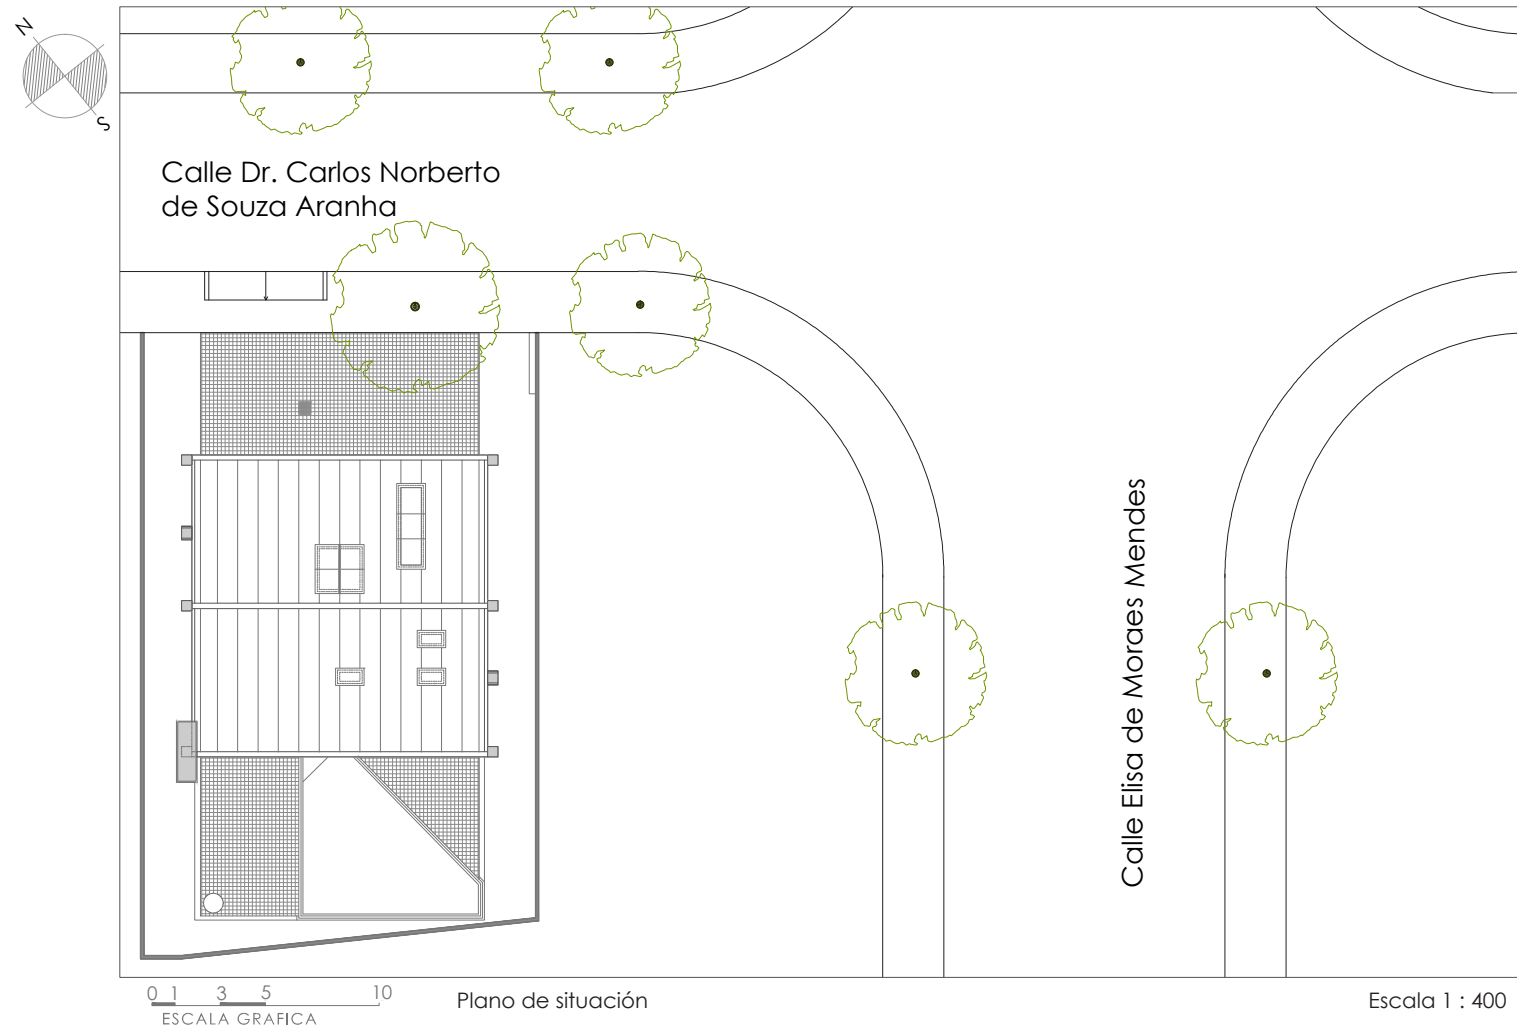 N
S
Calle Dr. Carlos Norberto
de Souza Aranha
Calle Elisa de Moraes Mendes
0 1 3 5 10
ESCALA GRAFICA
Plano de situación
Escala 1 : 400